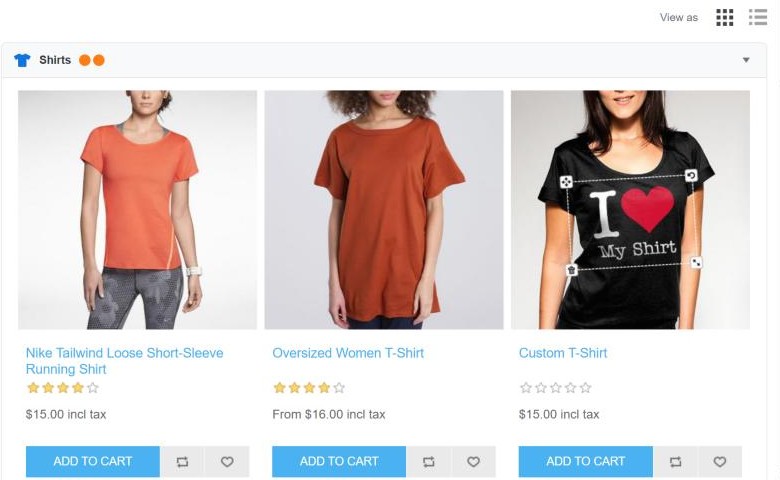 View as
Shirts
I
My Shirt
Nike Tailwind Loose Short-Sleeve
Running Shirt
$15.00 incl tax
ADD TO CART
Oversized Women T-Shirt
From $16.00 incl tax
ADD TO CART
Custom T-Shirt
$15.00 incl tax
ADD TO CART